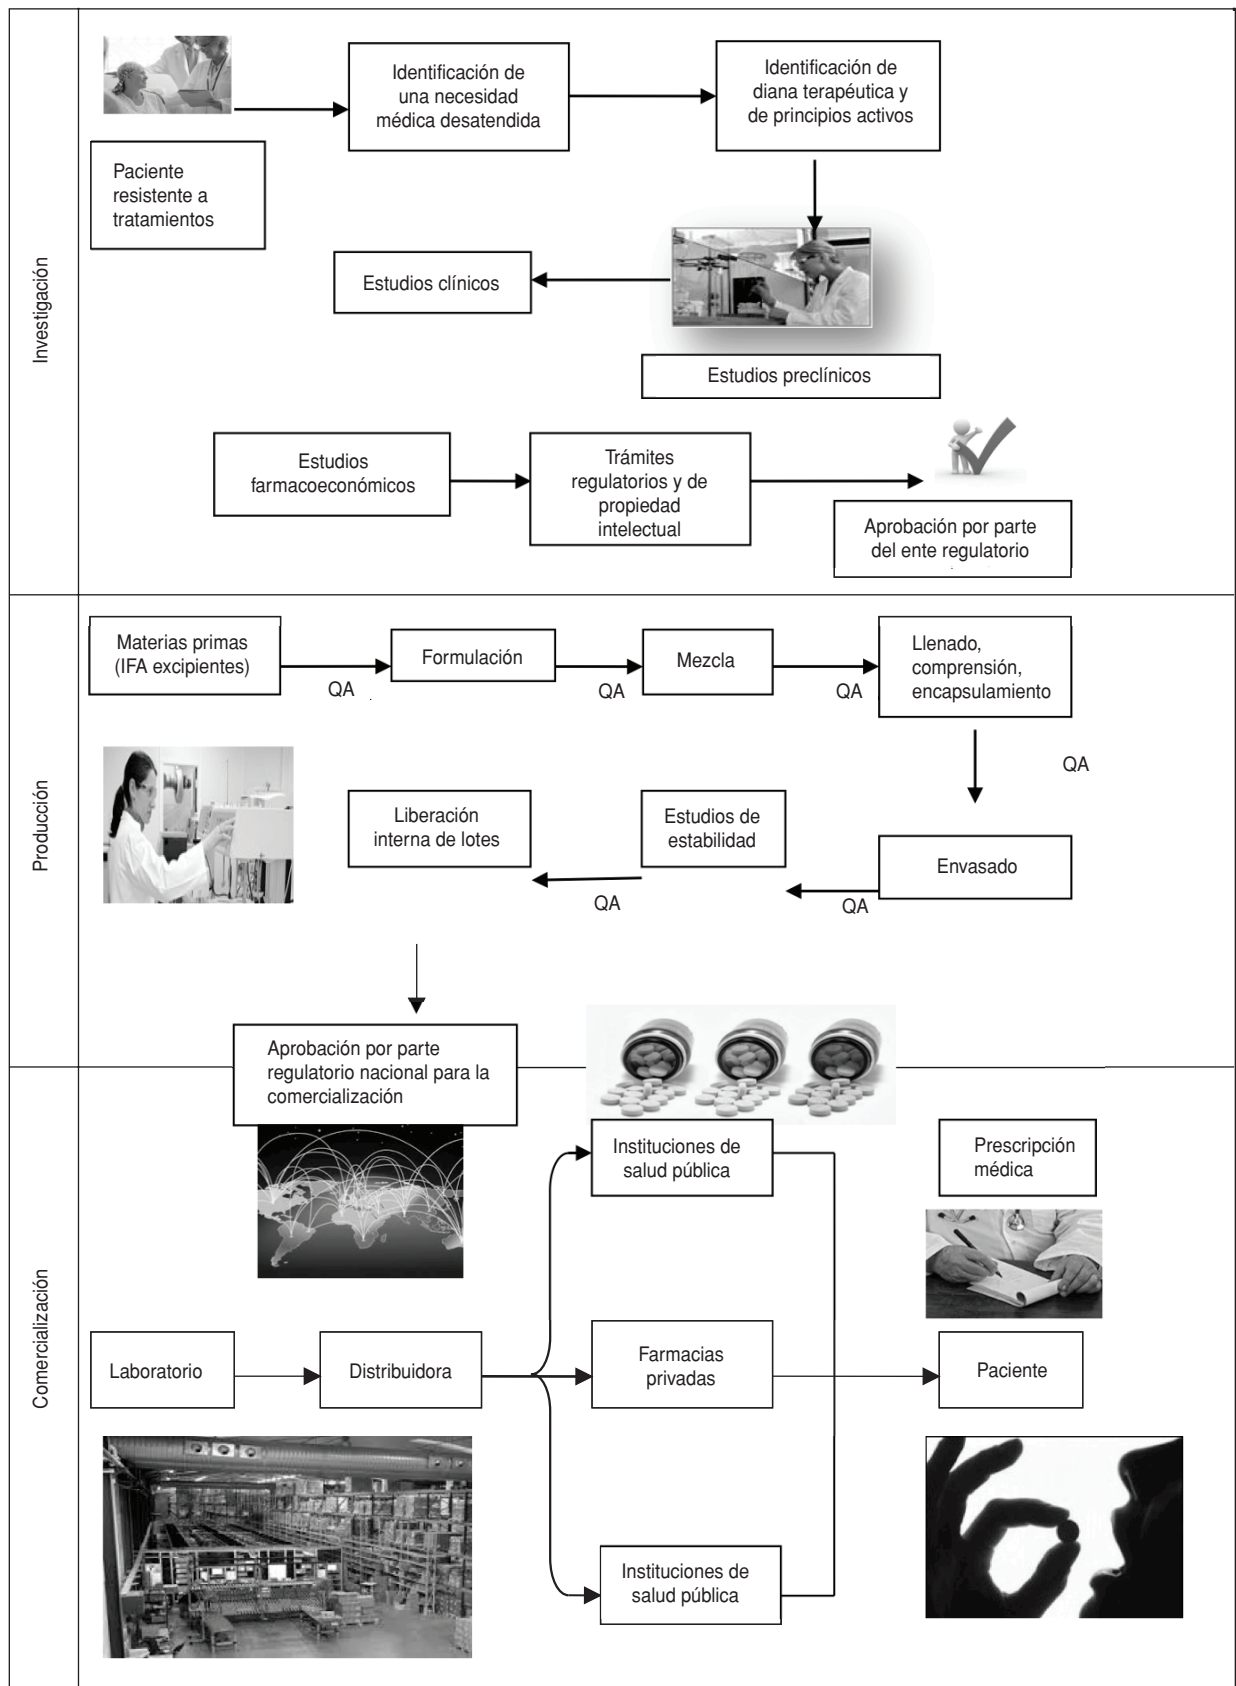 Investigación
Paciente
resistente a
tratamientos
Identificación de
una necesidad
médica desatendida
Identificación de
diana terapéutica y
de principios activos
Estudios preclínicos
Estudios clínicos
Estudios
farmacoeconómicos
Trámites
regulatorios y de
propiedad
intelectual
Aprobación por parte
del ente regulatorio
Producción
Materias primas
(IFA excipientes)
QA
Formulación
QA
Mezcla
QA
Llenado,
comprensión,
encapsulamiento
QA
Envasado
QA
Estudios de
estabilidad
QA
Liberación
interna de lotes
Aprobación por parte
regulatorio nacional para la
comercialización
Comercialización
Laboratorio
Distribuidora
Instituciones de
salud pública
Farmacias
privadas
Instituciones de
salud pública
Prescripción
médica
Paciente